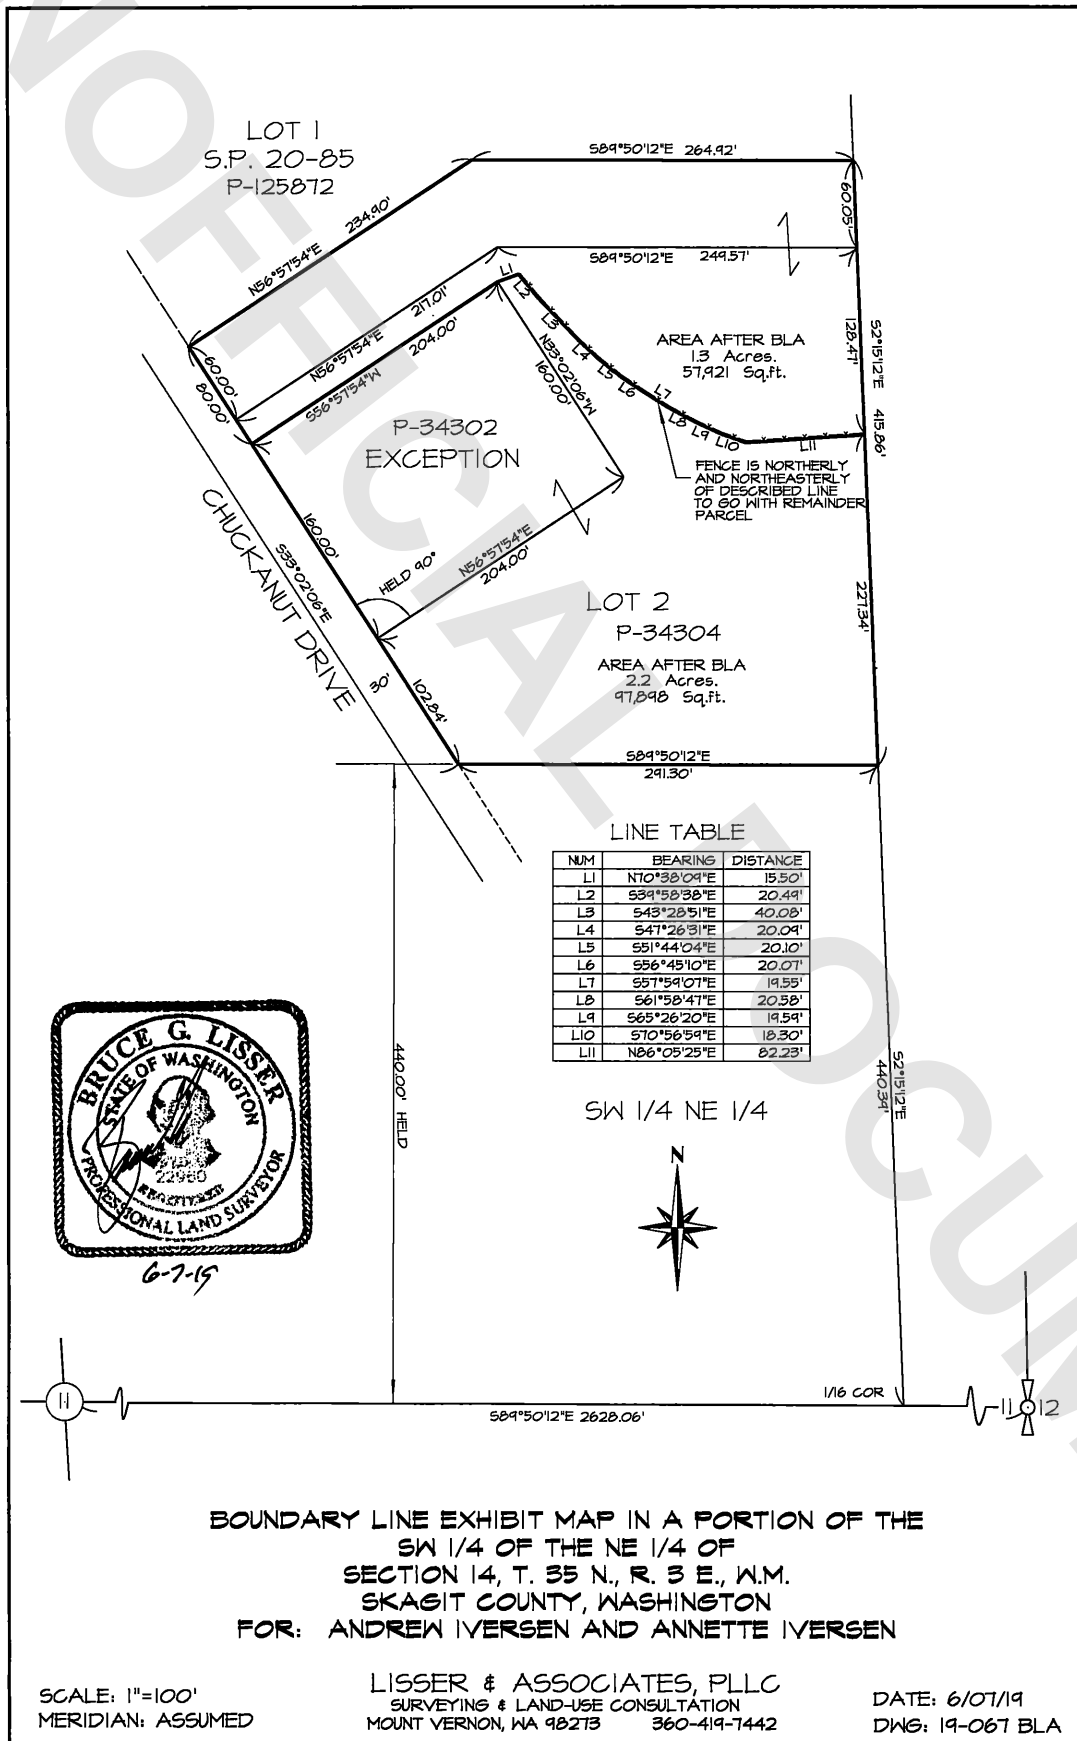 UNOFFICIAL DOCUMENT
LOT 1
S.P. 20-85
P-125872
S89°50'12"E 264.92'
N56°57'54"E 234.90'
60.05'
S89°50'12"E 249.57'
L1
L2
L3
L4
L5
L6
L7
L8
L9
L10
L11
N56°57'54"E 217.01'
S56°57'54"W 204.00'
60.00'
80.00'
N33°02'06"W
160.00'
AREA AFTER BLA
1.3 Acres.
57,921 Sq.ft.
128.47'
S2°15'12"E 415.86'
P-34302
EXCEPTION
FENCE IS NORTHERLY
AND NORTHEASTERLY
OF DESCRIBED LINE
TO GO WITH REMAINDER
PARCEL
CHUCKANUT DRIVE
S33°02'06"E
160.00'
HELD 90°
N56°57'54"E
204.00'
LOT 2
P-34304
AREA AFTER BLA
2.2 Acres.
97,898 Sq.ft.
227.34'
30'
102.84'
S89°50'12"E
291.30'
LINE TABLE
NUM BEARING DISTANCE
L1 N70°38'09"E 15.50'
L2 S39°58'38"E 20.49'
L3 S43°28'51"E 40.08'
L4 S47°26'31"E 20.09'
L5 S51°44'04"E 20.10'
L6 S56°45'10"E 20.07'
L7 S57°59'07"E 19.55'
L8 S61°58'47"E 20.58'
L9 S65°26'20"E 19.59'
L10 S70°56'59"E 18.30'
L11 N86°05'25"E 82.23'
440.00' HELD
S2°15'12"E
440.34'
SW 1/4 NE 1/4
N
BRUCE G. LISSER
STATE OF WASHINGTON
22960
REGISTERED
PROFESSIONAL LAND SURVEYOR
6-7-19
11
1/16 COR
11 12
S89°50'12"E 2628.06'
BOUNDARY LINE EXHIBIT MAP IN A PORTION OF THE
SW 1/4 OF THE NE 1/4 OF
SECTION 14, T. 35 N., R. 3 E., W.M.
SKAGIT COUNTY, WASHINGTON
FOR: ANDREW IVERSEN AND ANNETTE IVERSEN
SCALE: 1"=100'
MERIDIAN: ASSUMED
LISSER & ASSOCIATES, PLLC
SURVEYING & LAND-USE CONSULTATION
MOUNT VERNON, WA 98273 360-419-7442
DATE: 6/07/19
DWG: 19-067 BLA